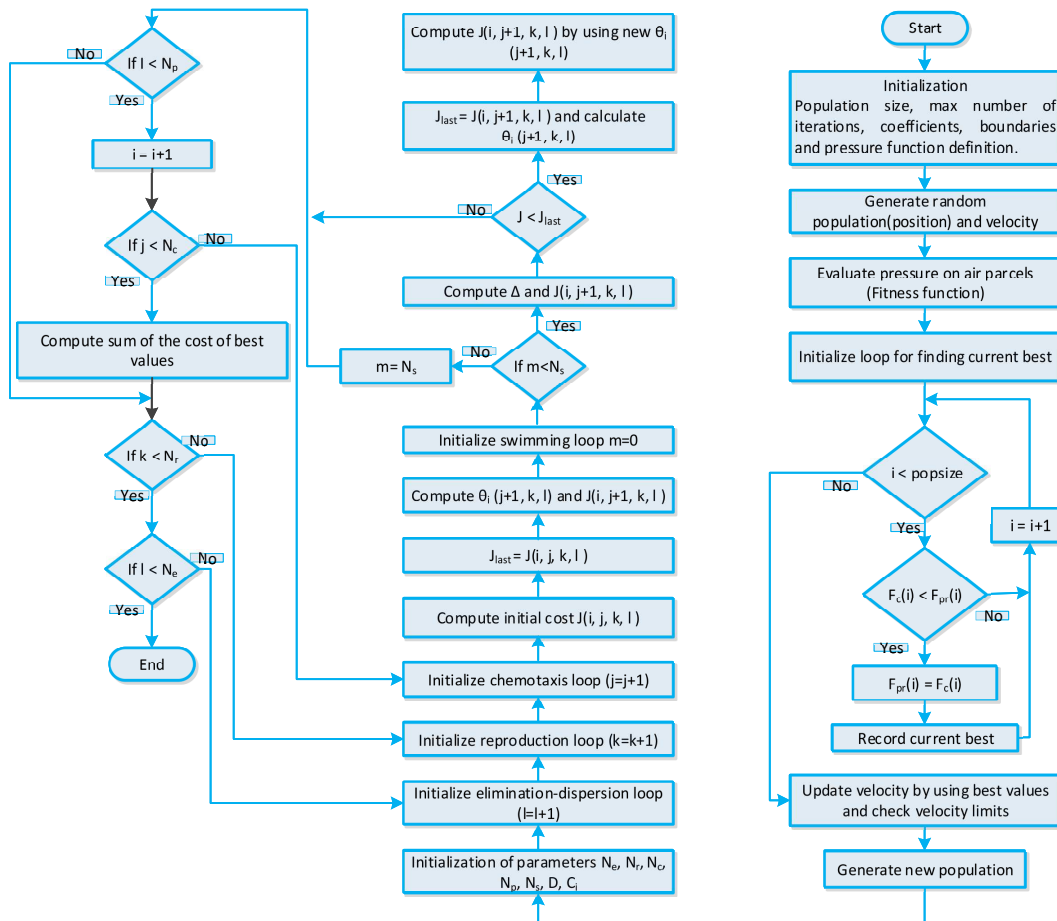 If l < Nₚ
No
Yes
i – i+1
If j < N꜀
No
Yes
Compute sum of the cost of best
values
If k < Nᵣ
No
Yes
If l < Nₑ
No
Yes
End
Compute J(i, j+1, k, l ) by using new θᵢ
(j+1, k, l)
Jlast = J(i, j+1, k, l ) and calculate
θᵢ (j+1, k, l)
Yes
No
J < Jlast
Compute Δ and J(i, j+1, k, l )
Yes
No
m= Nₛ
If m<Nₛ
Initialize swimming loop m=0
Compute θᵢ (j+1, k, l) and J(i, j+1, k, l )
Jlast = J(i, j, k, l )
Compute initial cost J(i, j, k, l )
Initialize chemotaxis loop (j=j+1)
Initialize reproduction loop (k=k+1)
Initialize elimination-dispersion loop
(l=l+1)
Initialization of parameters Nₑ, Nᵣ, N꜀,
Nₚ, Nₛ, D, Cᵢ
Start
Initialization
Population size, max number of
iterations, coefficients, boundaries
and pressure function definition.
Generate random
population(position) and velocity
Evaluate pressure on air parcels
(Fitness function)
Initialize loop for finding current best
i < popsize
No
Yes
i = i+1
F꜀(i) < Fₚᵣ(i)
No
Yes
Fₚᵣ(i) = F꜀(i)
Record current best
Update velocity by using best values
and check velocity limits
Generate new population